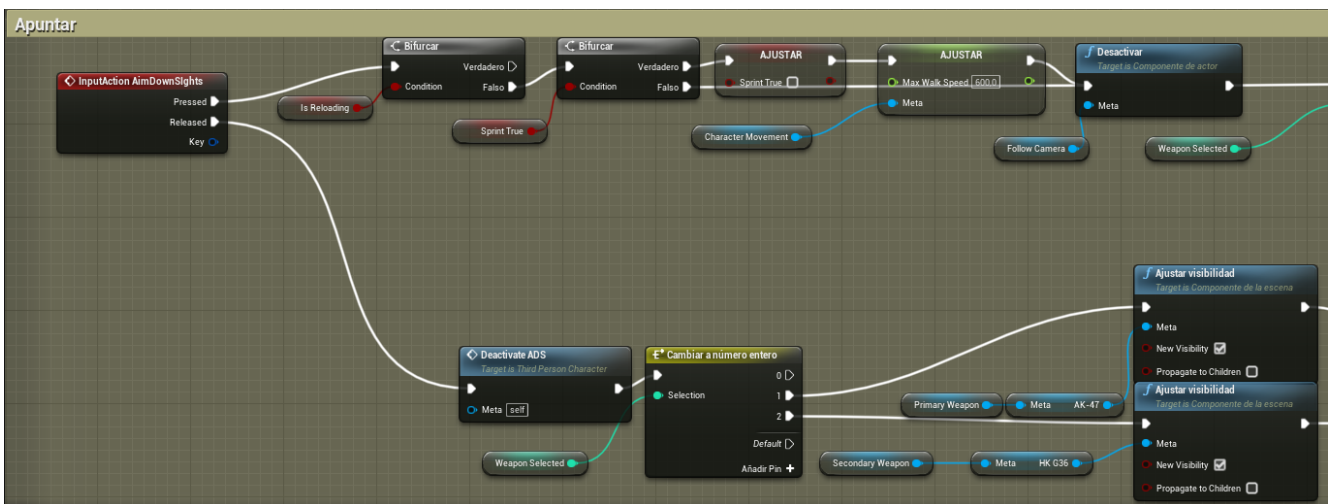 Apuntar
InputAction AimDownSIghts
Pressed
Released
Key
Is Reloading
Bifurcar
Verdadero
Condition
Falso
Sprint True
Bifurcar
Verdadero
Condition
Falso
AJUSTAR
Sprint True
Character Movement
AJUSTAR
Max Walk Speed 600.0
Meta
Follow Camera
Desactivar
Target is Componente de actor
Meta
Weapon Selected
Deactivate ADS
Target is Third Person Character
Meta self
Weapon Selected
Cambiar a número entero
0
Selection
1
2
Default
Añadir Pin
Primary Weapon
Meta AK-47
Secondary Weapon
Meta HK G36
Ajustar visibilidad
Target is Componente de la escena
Meta
New Visibility
Propagate to Children
Ajustar visibilidad
Target is Componente de la escena
Meta
New Visibility
Propagate to Children